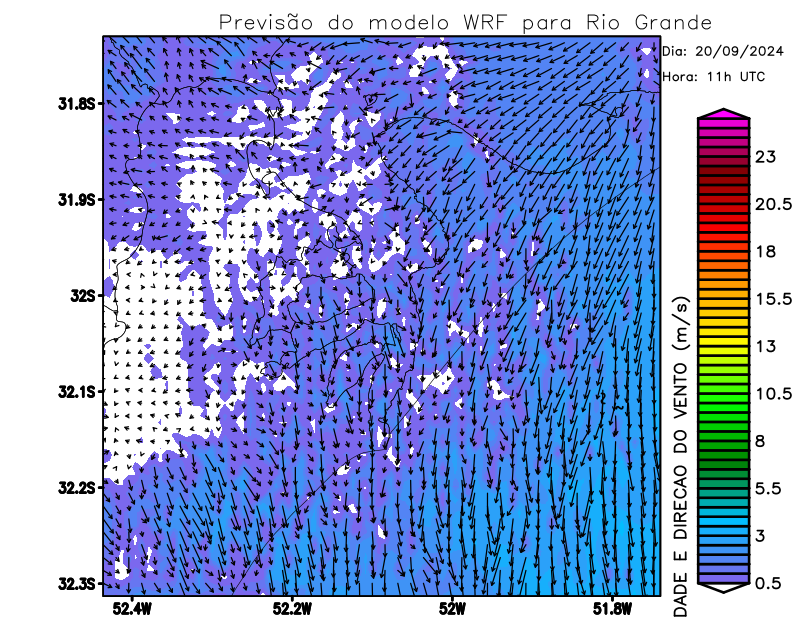 Previsão do modelo WRF para Rio Grande
Dia: 20/09/2024
Hora: 11h UTC
31.8S
31.9S
32S
32.1S
32.2S
32.3S
52.4W
52.2W
52W
51.8W
23
20.5
18
15.5
13
10.5
8
5.5
3
0.5
DADE E DIRECAO DO VENTO (m/s)